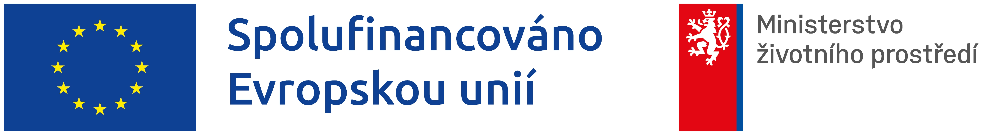 Spolufinancováno
Evropskou unií
Ministerstvo
životního prostředí